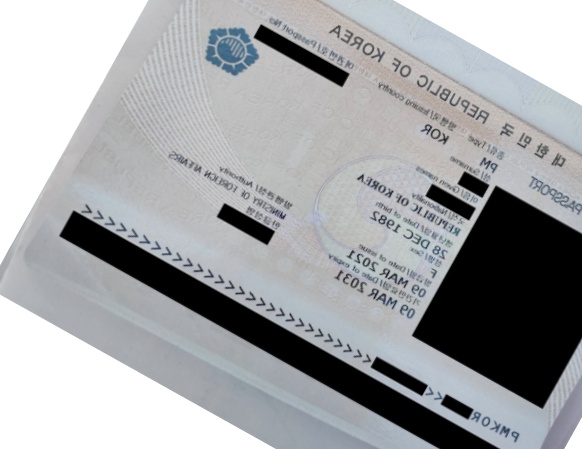 대한민국 REPUBLIC OF KOREA
PASSPORT
종류/Type 발행국/Issuing country 여권번호/Passport No.
PM KOR
성/Surname
이름/Given names
국적/Nationality
REPUBLIC OF KOREA
생년월일/Date of birth
28 DEC 1982
성별/Sex
F
발급일/Date of issue
09 MAR 2021
기간만료일/Date of expiry
09 MAR 2031
발행관청/Authority
MINISTRY OF FOREIGN AFFAIRS
한글성명
PMKOR